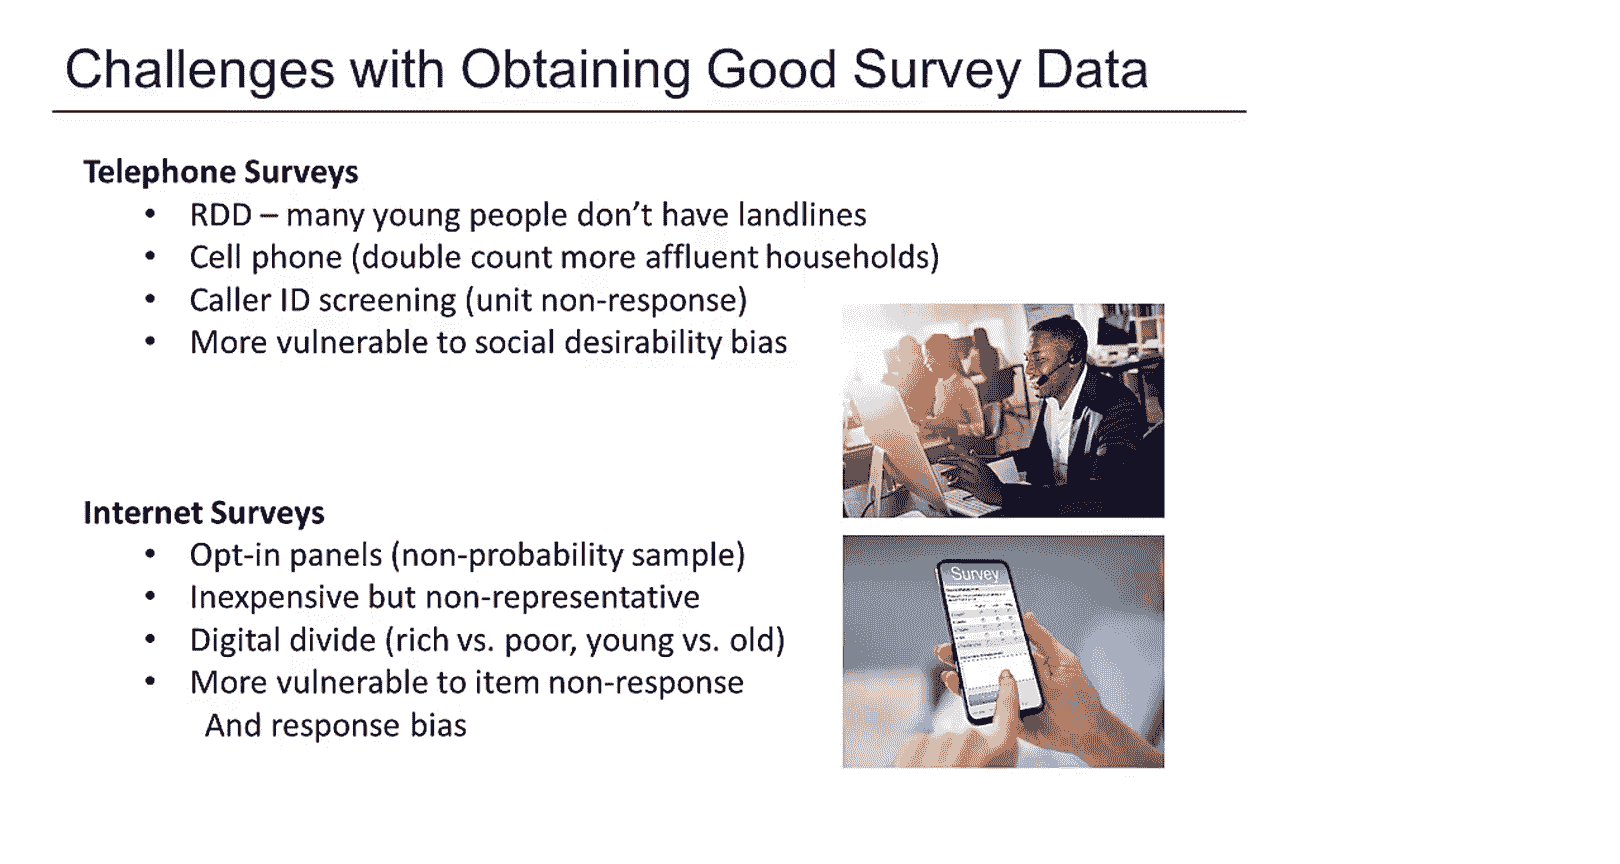 Challenges with Obtaining Good Survey Data
Telephone Surveys
• RDD – many young people don’t have landlines
• Cell phone (double count more affluent households)
• Caller ID screening (unit non-response)
• More vulnerable to social desirability bias
Internet Surveys
• Opt-in panels (non-probability sample)
• Inexpensive but non-representative
• Digital divide (rich vs. poor, young vs. old)
• More vulnerable to item non-response
And response bias
Survey